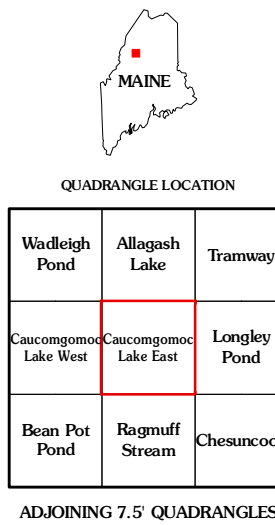 MAINE
QUADRANGLE LOCATION
Wadleigh
Pond
Allagash
Lake
Tramway
Caucomgomoc
Lake West
Caucomgomoc
Lake East
Longley
Pond
Bean Pot
Pond
Ragmuff
Stream
Chesuncoo
ADJOINING 7.5' QUADRANGLES